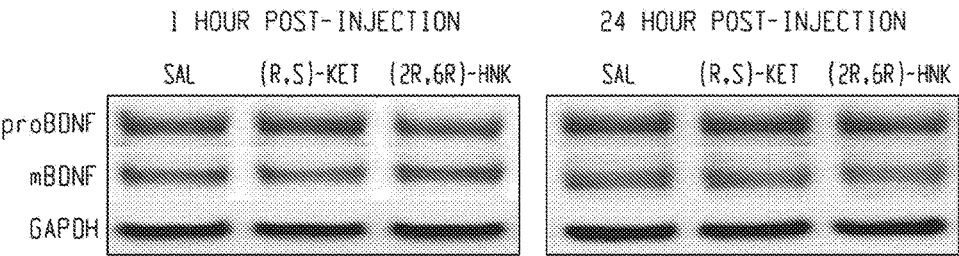 1 HOUR POST-INJECTION 24 HOUR POST-INJECTION
SAL (R,S)-KET (2R,6R)-HNK SAL (R,S)-KET (2R,6R)-HNK
proBDNF
mBDNF
GAPDH